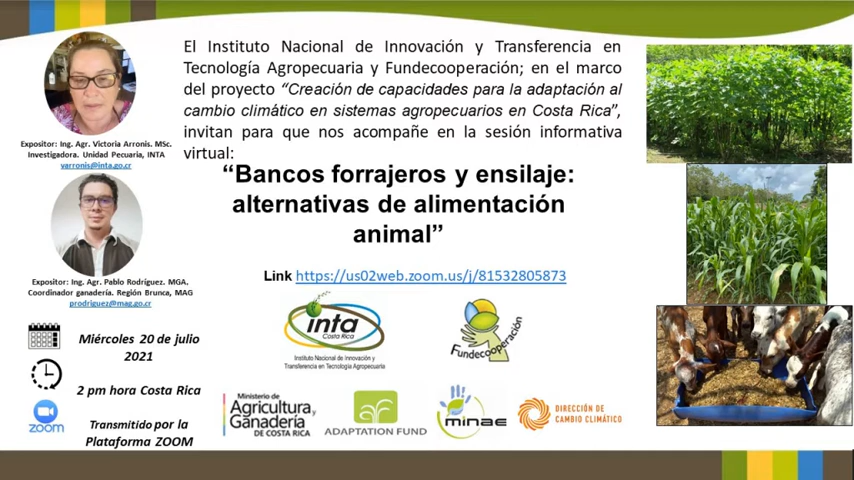 El Instituto Nacional de Innovación y Transferencia en
Tecnología Agropecuaria y Fundecooperación; en el marco
del proyecto “Creación de capacidades para la adaptación al
cambio climático en sistemas agropecuarios en Costa Rica”,
invitan para que nos acompañe en la sesión informativa
virtual:
“Bancos forrajeros y ensilaje:
alternativas de alimentación
animal”
Link https://us02web.zoom.us/j/81532805873
Expositor: Ing. Agr. Victoria Arronis. MSc.
Investigadora. Unidad Pecuaria, INTA
varronis@inta.go.cr
Expositor: Ing. Agr. Pablo Rodríguez. MGA.
Coordinador ganadería. Región Brunca, MAG
prodriguez@mag.go.cr
Miércoles 20 de julio
2021
2 pm hora Costa Rica
zoom
Transmitido por la
Plataforma ZOOM
inta
Costa Rica
Instituto Nacional de Innovación y
Transferencia en Tecnología Agropecuaria
Fundecooperación
Ministerio de
Agricultura y
Ganadería
DE COSTA RICA
ADAPTATION FUND
minae
DIRECCIÓN DE
CAMBIO CLIMÁTICO